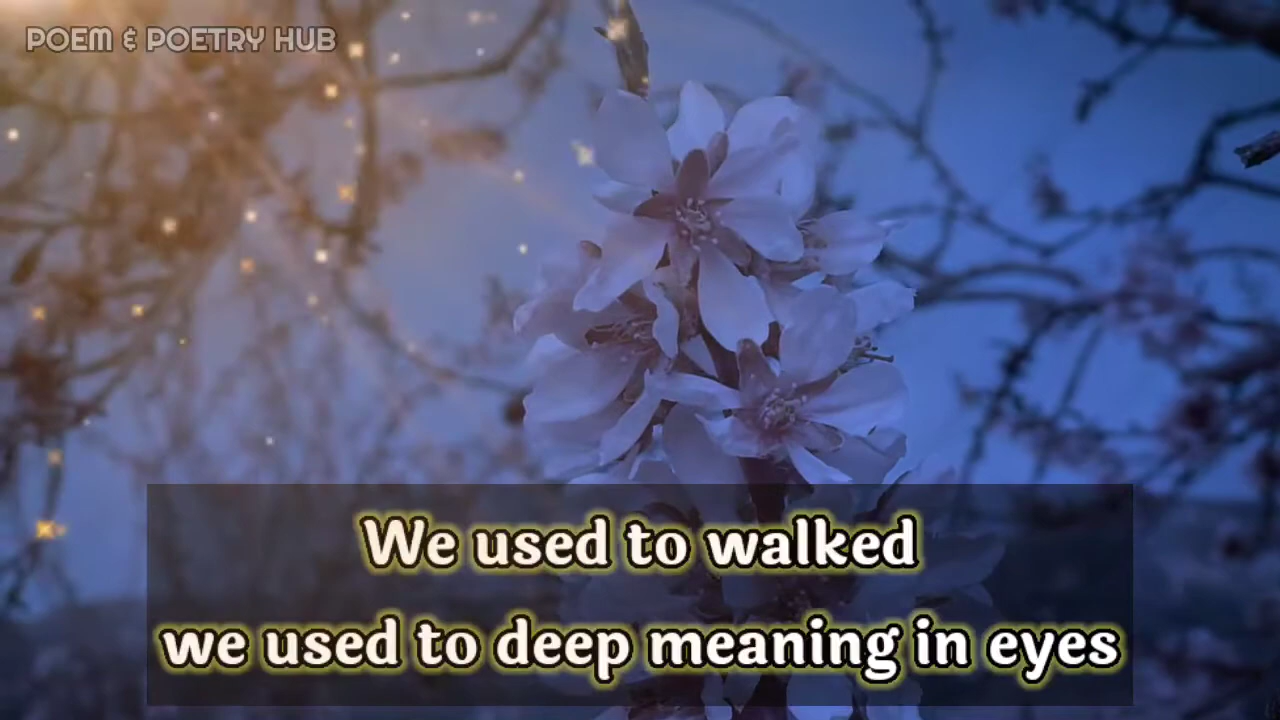 POEM & POETRY HUB
We used to walked
we used to deep meaning in eyes